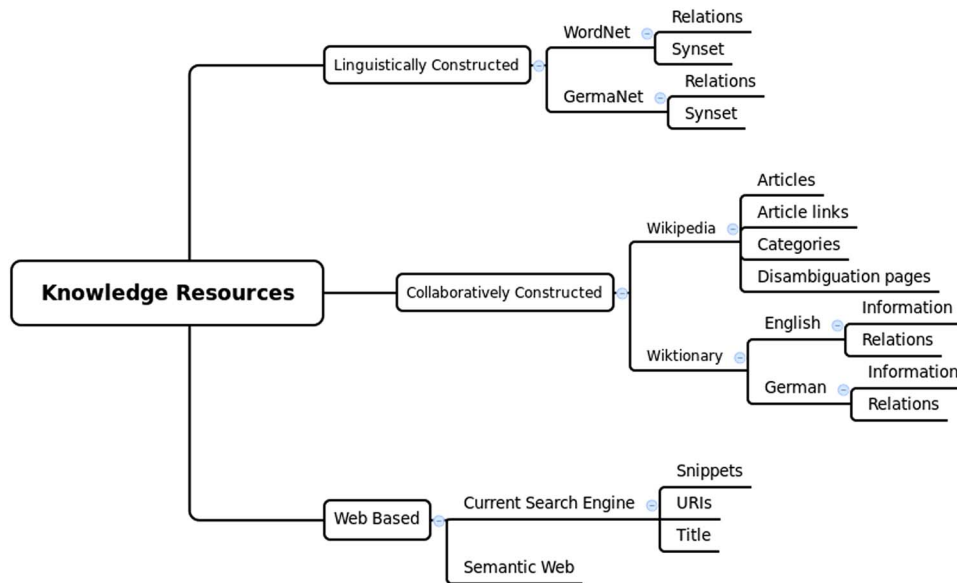 Knowledge Resources
Linguistically Constructed
WordNet
Relations
Synset
GermaNet
Relations
Synset
Collaboratively Constructed
Wikipedia
Articles
Article links
Categories
Disambiguation pages
Wiktionary
English
Information
Relations
German
Information
Relations
Web Based
Current Search Engine
Snippets
URIs
Title
Semantic Web